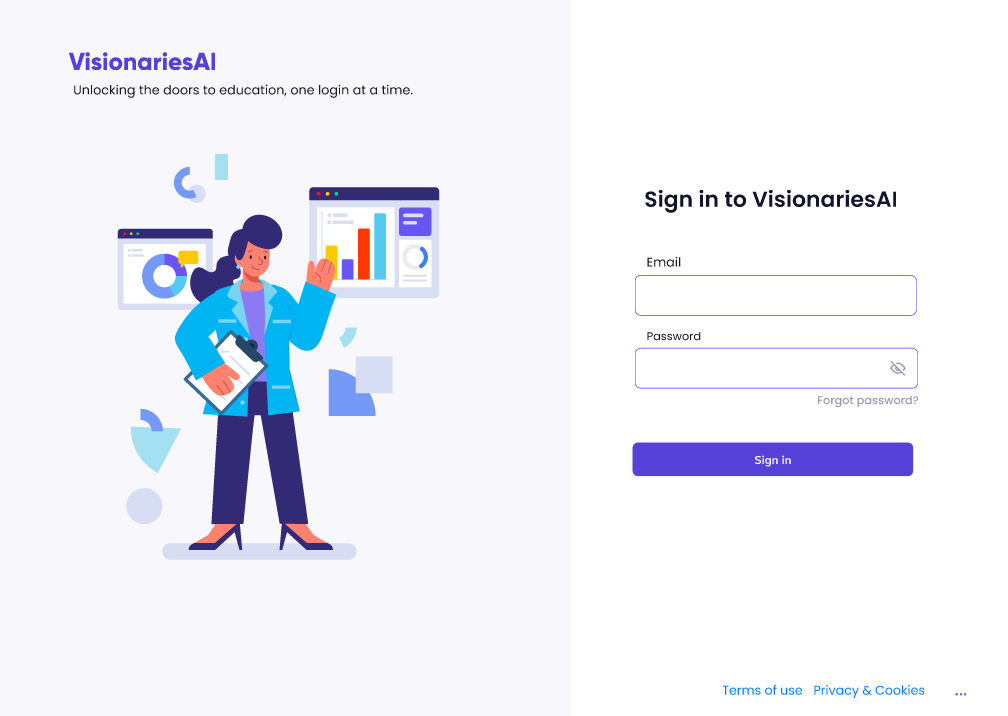 VisionariesAI
Unlocking the doors to education, one login at a time.
Sign in to VisionariesAI
Email
Password
Forgot password?
Sign in
Terms of use Privacy & Cookies ...